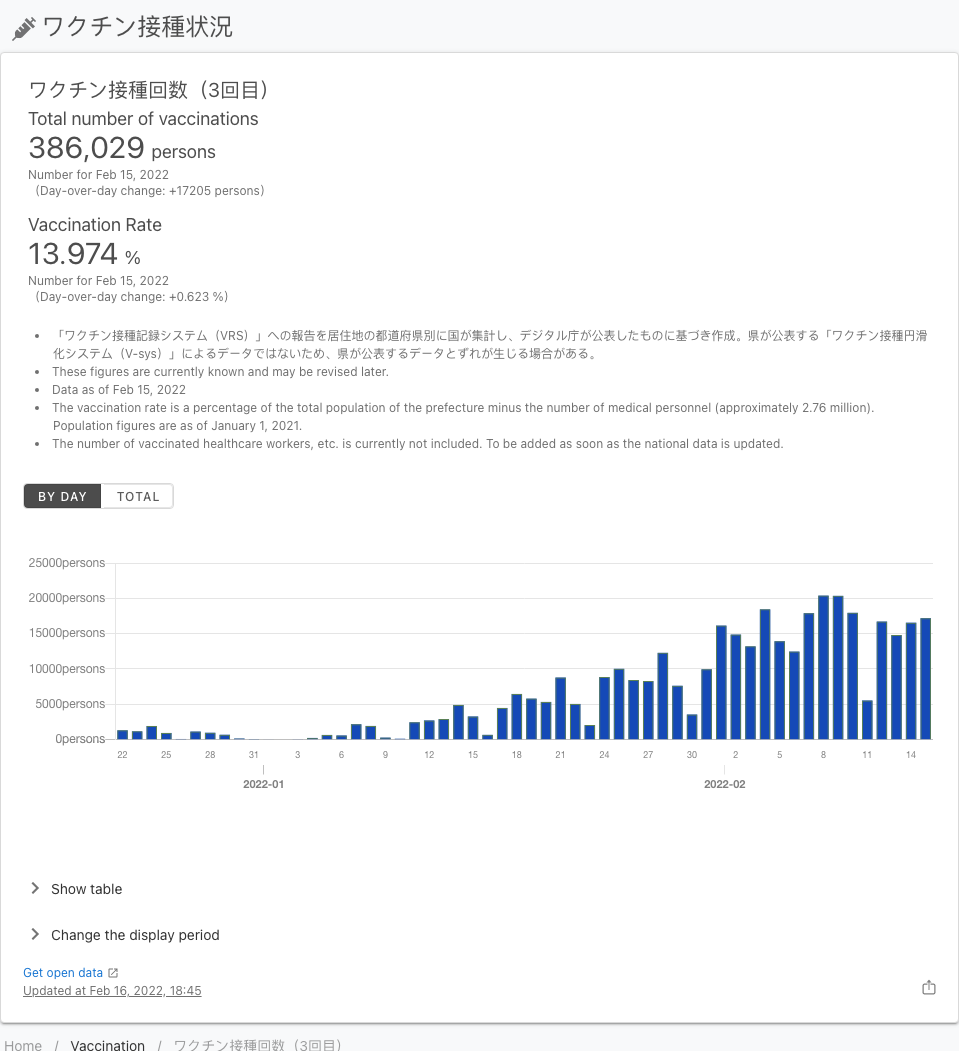 ワクチン接種状況
ワクチン接種回数（3回目）
Total number of vaccinations
386,029 persons
Number for Feb 15, 2022
（Day-over-day change: +17205 persons）
Vaccination Rate
13.974 %
Number for Feb 15, 2022
（Day-over-day change: +0.623 %）
• 「ワクチン接種記録システム（VRS）」への報告を居住地の都道府県別に国が集計し、デジタル庁が公表したものに基づき作成。県が公表する「ワクチン接種円滑
化システム（V-sys）」によるデータではないため、県が公表するデータとずれが生じる場合がある。
• These figures are currently known and may be revised later.
• Data as of Feb 15, 2022
• The vaccination rate is a percentage of the total population of the prefecture minus the number of medical personnel (approximately 2.76 million).
Population figures are as of January 1, 2021.
• The number of vaccinated healthcare workers, etc. is currently not included. To be added as soon as the national data is updated.
BY DAY TOTAL
25000persons
20000persons
15000persons
10000persons
5000persons
0persons
22 25 28 31 3 6 9 12 15 18 21 24 27 30 2 5 8 11 14
2022-01 2022-02
Show table
Change the display period
Get open data
Updated at Feb 16, 2022, 18:45
Home / Vaccination / ワクチン接種回数（3回目）